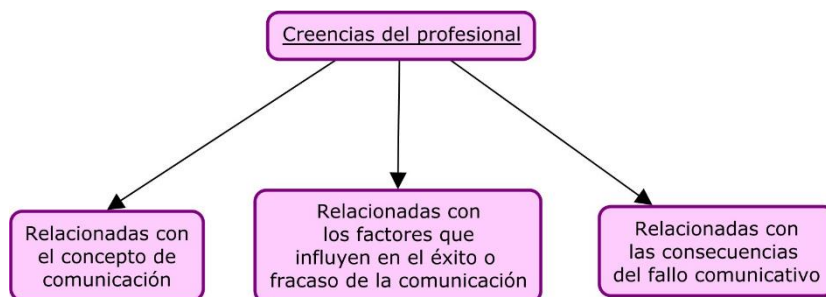 Creencias del profesional
Relacionadas con
el concepto de
comunicación
Relacionadas con
los factores que
influyen en el éxito o
fracaso de la comunicación
Relacionadas con
las consecuencias
del fallo comunicativo